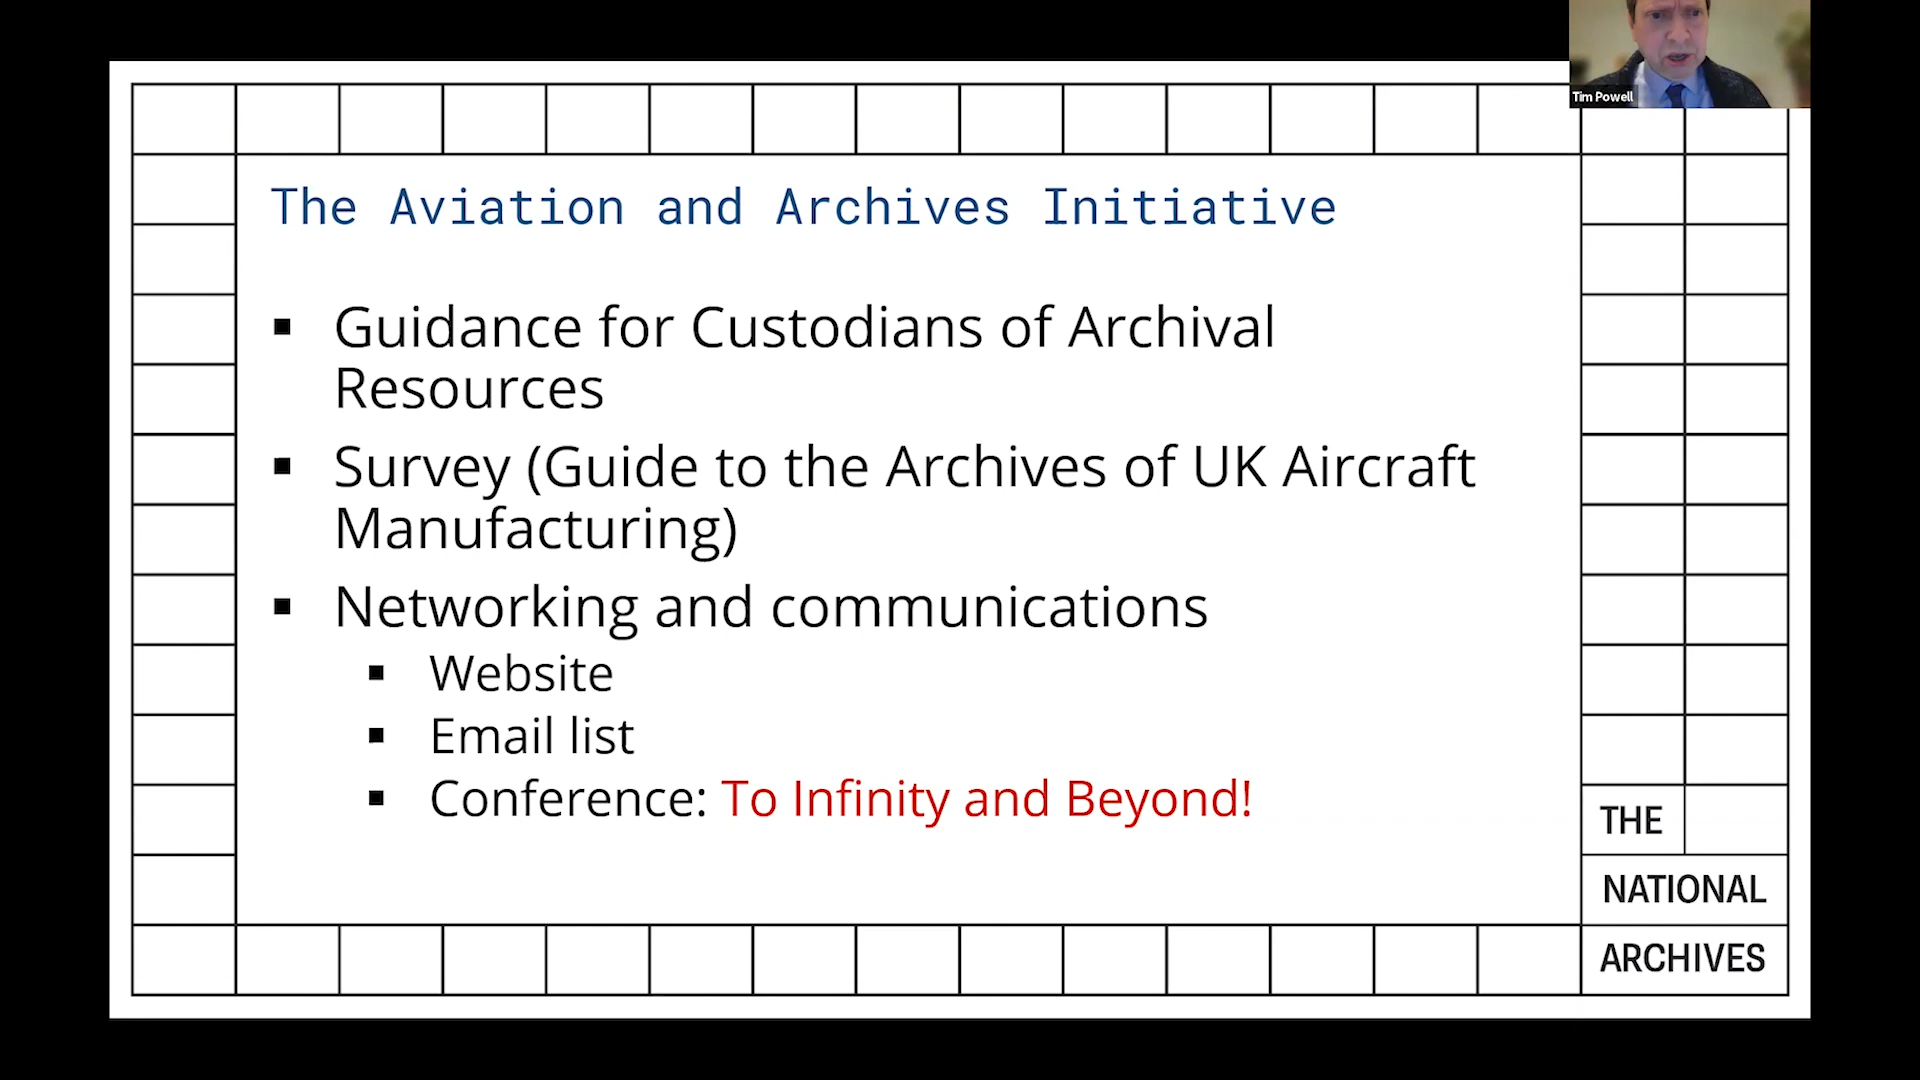 Tim Powell
The Aviation and Archives Initiative
▪ Guidance for Custodians of Archival
Resources
▪ Survey (Guide to the Archives of UK Aircraft
Manufacturing)
▪ Networking and communications
▪ Website
▪ Email list
▪ Conference: To Infinity and Beyond!
THE
NATIONAL
ARCHIVES